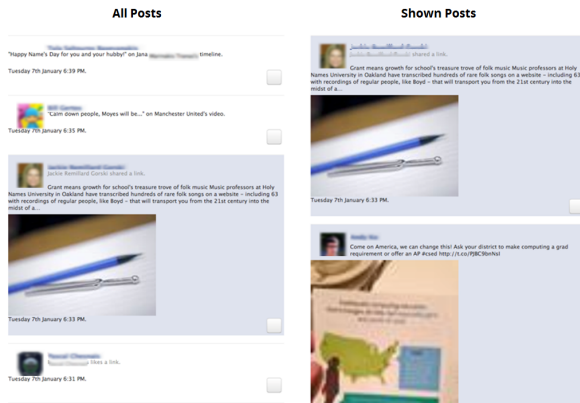 All Posts
"Happy Name's Day for you and your hubby!" on Jana
timeline.
Tuesday 7th January 6:39 PM.
"Calm down people, Moyes will be..." on Manchester United's video.
Tuesday 7th January 6:35 PM.
Jackie Remillard Gorski shared a link.
Grant means growth for school's treasure trove of folk music Music professors at Holy
Names University in Oakland have transcribed hundreds of rare folk songs on a website – including 63
with recordings of regular people, like Boyd – that will transport you from the 21st century into the
midst of a...
Tuesday 7th January 6:33 PM.
likes a link.
Tuesday 7th January 6:31 PM.
Shown Posts
shared a link.
Grant means growth for school's treasure trove of folk music Music professors at Holy
Names University in Oakland have transcribed hundreds of rare folk songs on a website – including 63
with recordings of regular people, like Boyd – that will transport you from the 21st century into the
midst of a...
Tuesday 7th January 6:33 PM.
Come on America, we can change this! Ask your district to make computing a grad
requirement or offer an AP #csed http://t.co/PJBC9bnNsI